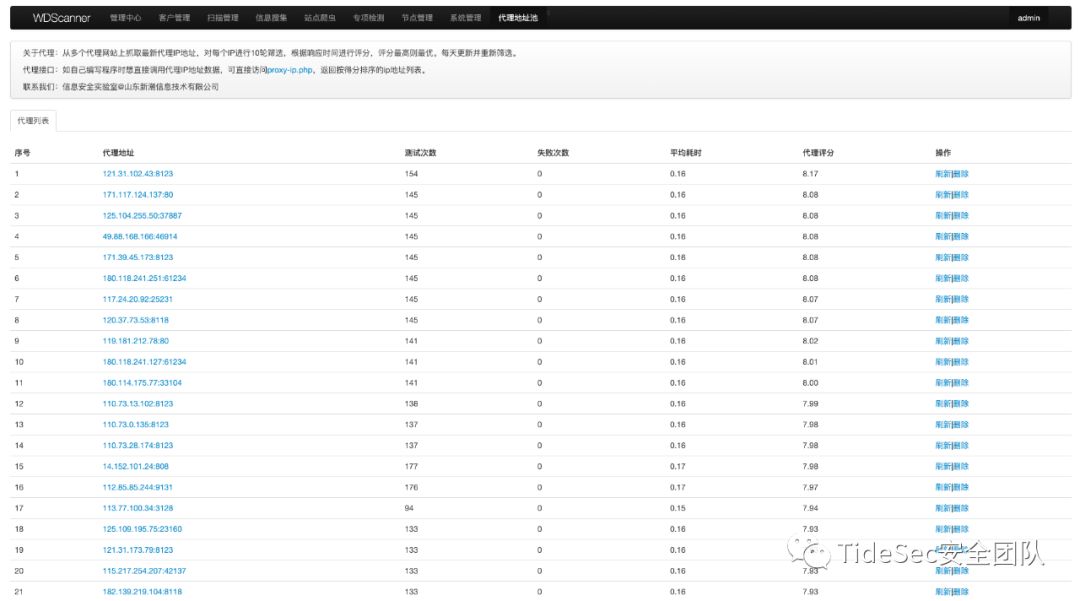 WDScanner 管理中心 客户管理 扫描管理 信息搜集 站点爬虫 专项检测 节点管理 系统管理 代理地址池 admin
关于代理：从多个代理网站上抓取最新代理IP地址，对每个IP进行10轮筛选，根据响应时间进行评分，评分最高则最优。每天更新并重新筛选。
代理接口：如自己编写程序时想直接调用代理IP地址数据，可直接访问proxy-ip.php，返回按得分排序的ip地址列表。
联系我们：信息安全实验室@山东新潮信息技术有限公司
代理列表
序号 代理地址 测试次数 失败次数 平均耗时 代理评分 操作
1 121.31.102.43:8123 154 0 0.16 8.17 刷新|删除
2 171.117.124.137:80 145 0 0.16 8.08 刷新|删除
3 125.104.255.50:37887 145 0 0.16 8.08 刷新|删除
4 49.88.168.166:46914 145 0 0.16 8.08 刷新|删除
5 171.39.45.173:8123 145 0 0.16 8.08 刷新|删除
6 180.118.241.251:61234 145 0 0.16 8.08 刷新|删除
7 117.24.20.92:25231 145 0 0.16 8.07 刷新|删除
8 120.37.73.53:8118 145 0 0.16 8.07 刷新|删除
9 119.181.212.78:80 141 0 0.16 8.02 刷新|删除
10 180.118.241.127:61234 141 0 0.16 8.01 刷新|删除
11 180.114.175.77:33104 141 0 0.16 8.00 刷新|删除
12 110.73.13.102:8123 138 0 0.16 7.99 刷新|删除
13 110.73.0.135:8123 137 0 0.16 7.98 刷新|删除
14 110.73.28.174:8123 137 0 0.16 7.98 刷新|删除
15 14.152.101.24:808 177 0 0.17 7.98 刷新|删除
16 112.85.85.244:9131 176 0 0.17 7.97 刷新|删除
17 113.77.100.34:3128 94 0 0.15 7.94 刷新|删除
18 125.109.195.75:23160 133 0 0.16 7.93 刷新|删除
19 121.31.173.79:8123 133 0 0.16
TideSec安全团队
20 115.217.254.207:42137 133 0 0.16 7.93 刷新|删除
21 182.139.219.104:8118 133 0 0.16 7.93 刷新|删除